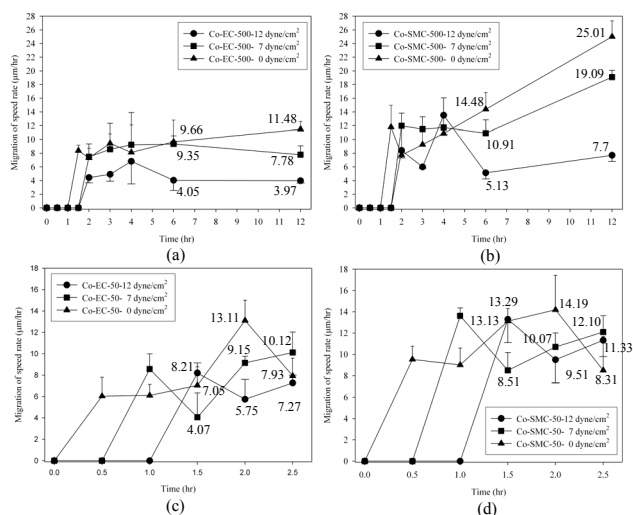 Co-EC-500-12 dyne/cm²
Co-EC-500- 7 dyne/cm²
Co-EC-500- 0 dyne/cm²
Migration of speed rate (μm/hr)
28
26
24
22
20
18
16
14
12
10
8
6
4
2
0
9.66
11.48
9.35
7.78
4.05
3.97
0 1 2 3 4 5 6 7 8 9 10 11 12
Time (hr)
(a)
Co-SMC-500-12 dyne/cm²
Co-SMC-500- 7 dyne/cm²
Co-SMC-500- 0 dyne/cm²
Migration of speed rate (μm/hr)
28
26
24
22
20
18
16
14
12
10
8
6
4
2
0
25.01
19.09
14.48
10.91
7.7
5.13
0 1 2 3 4 5 6 7 8 9 10 11 12
Time (hr)
(b)
Co-EC-50-12 dyne/cm²
Co-EC-50- 7 dyne/cm²
Co-EC-50- 0 dyne/cm²
Migration of speed rate (μm/hr)
18
16
14
12
10
8
6
4
2
0
13.11
10.12
8.21
9.15
7.93
7.05
5.75
7.27
4.07
0.0 0.5 1.0 1.5 2.0 2.5
Time (hr)
(c)
Migration of speed rate (μm/hr)
18
16
14
12
10
8
6
4
2
0
13.29
14.19
13.13
12.10
10.07
11.33
8.51
9.51
8.31
Co-SMC-50-12 dyne/cm²
Co-SMC-50- 7 dyne/cm²
Co-SMC-50- 0 dyne/cm²
0.0 0.5 1.0 1.5 2.0 2.5
Time (hr)
(d)